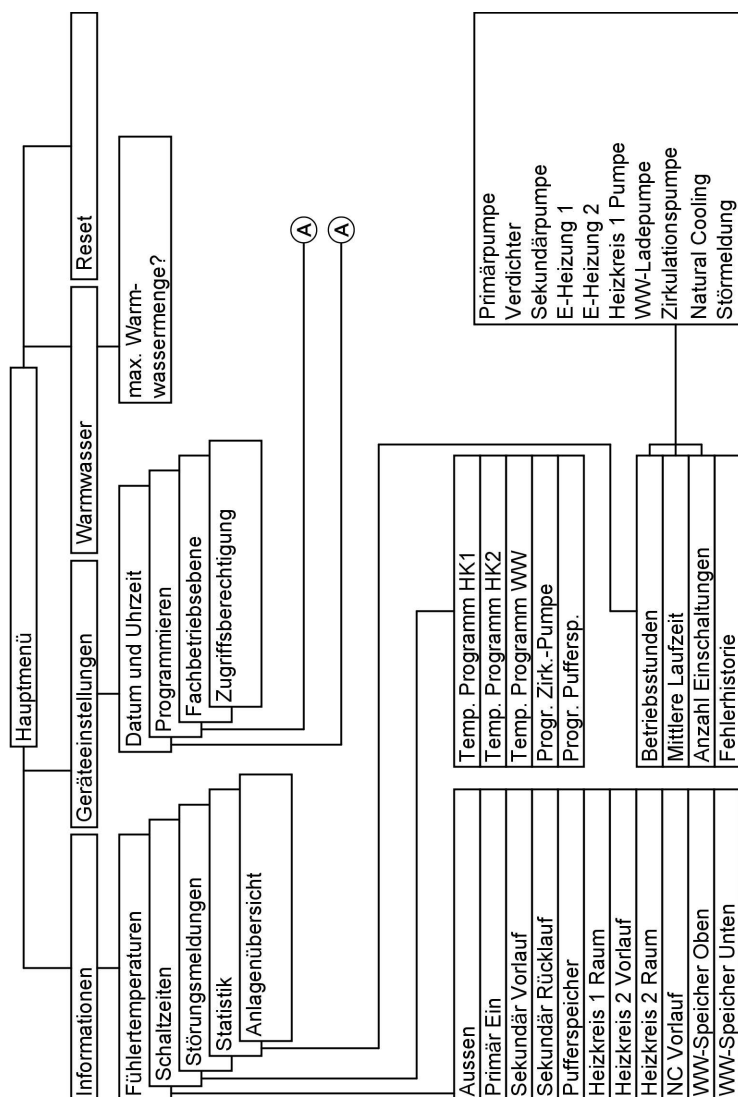 Hauptmenü
Informationen
Geräteeinstellungen
Warmwasser
Reset
Fühlertemperaturen
Schaltzeiten
Störungsmeldungen
Statistik
Anlagenübersicht
Datum und Uhrzeit
Programmieren
Fachbetriebsebene
Zugriffsberechtigung
max. Warm-
wassermenge?
A
A
Aussen
Primär Ein
Sekundär Vorlauf
Sekundär Rücklauf
Pufferspeicher
Heizkreis 1 Raum
Heizkreis 2 Vorlauf
Heizkreis 2 Raum
NC Vorlauf
WW-Speicher Oben
WW-Speicher Unten
Temp. Programm HK1
Temp. Programm HK2
Temp. Programm WW
Progr. Zirk.-Pumpe
Progr. Puffersp.
Betriebsstunden
Mittlere Laufzeit
Anzahl Einschaltungen
Fehlerhistorie
Primärpumpe
Verdichter
Sekundärpumpe
E-Heizung 1
E-Heizung 2
Heizkreis 1 Pumpe
WW-Ladepumpe
Zirkulationspumpe
Natural Cooling
Störmeldung